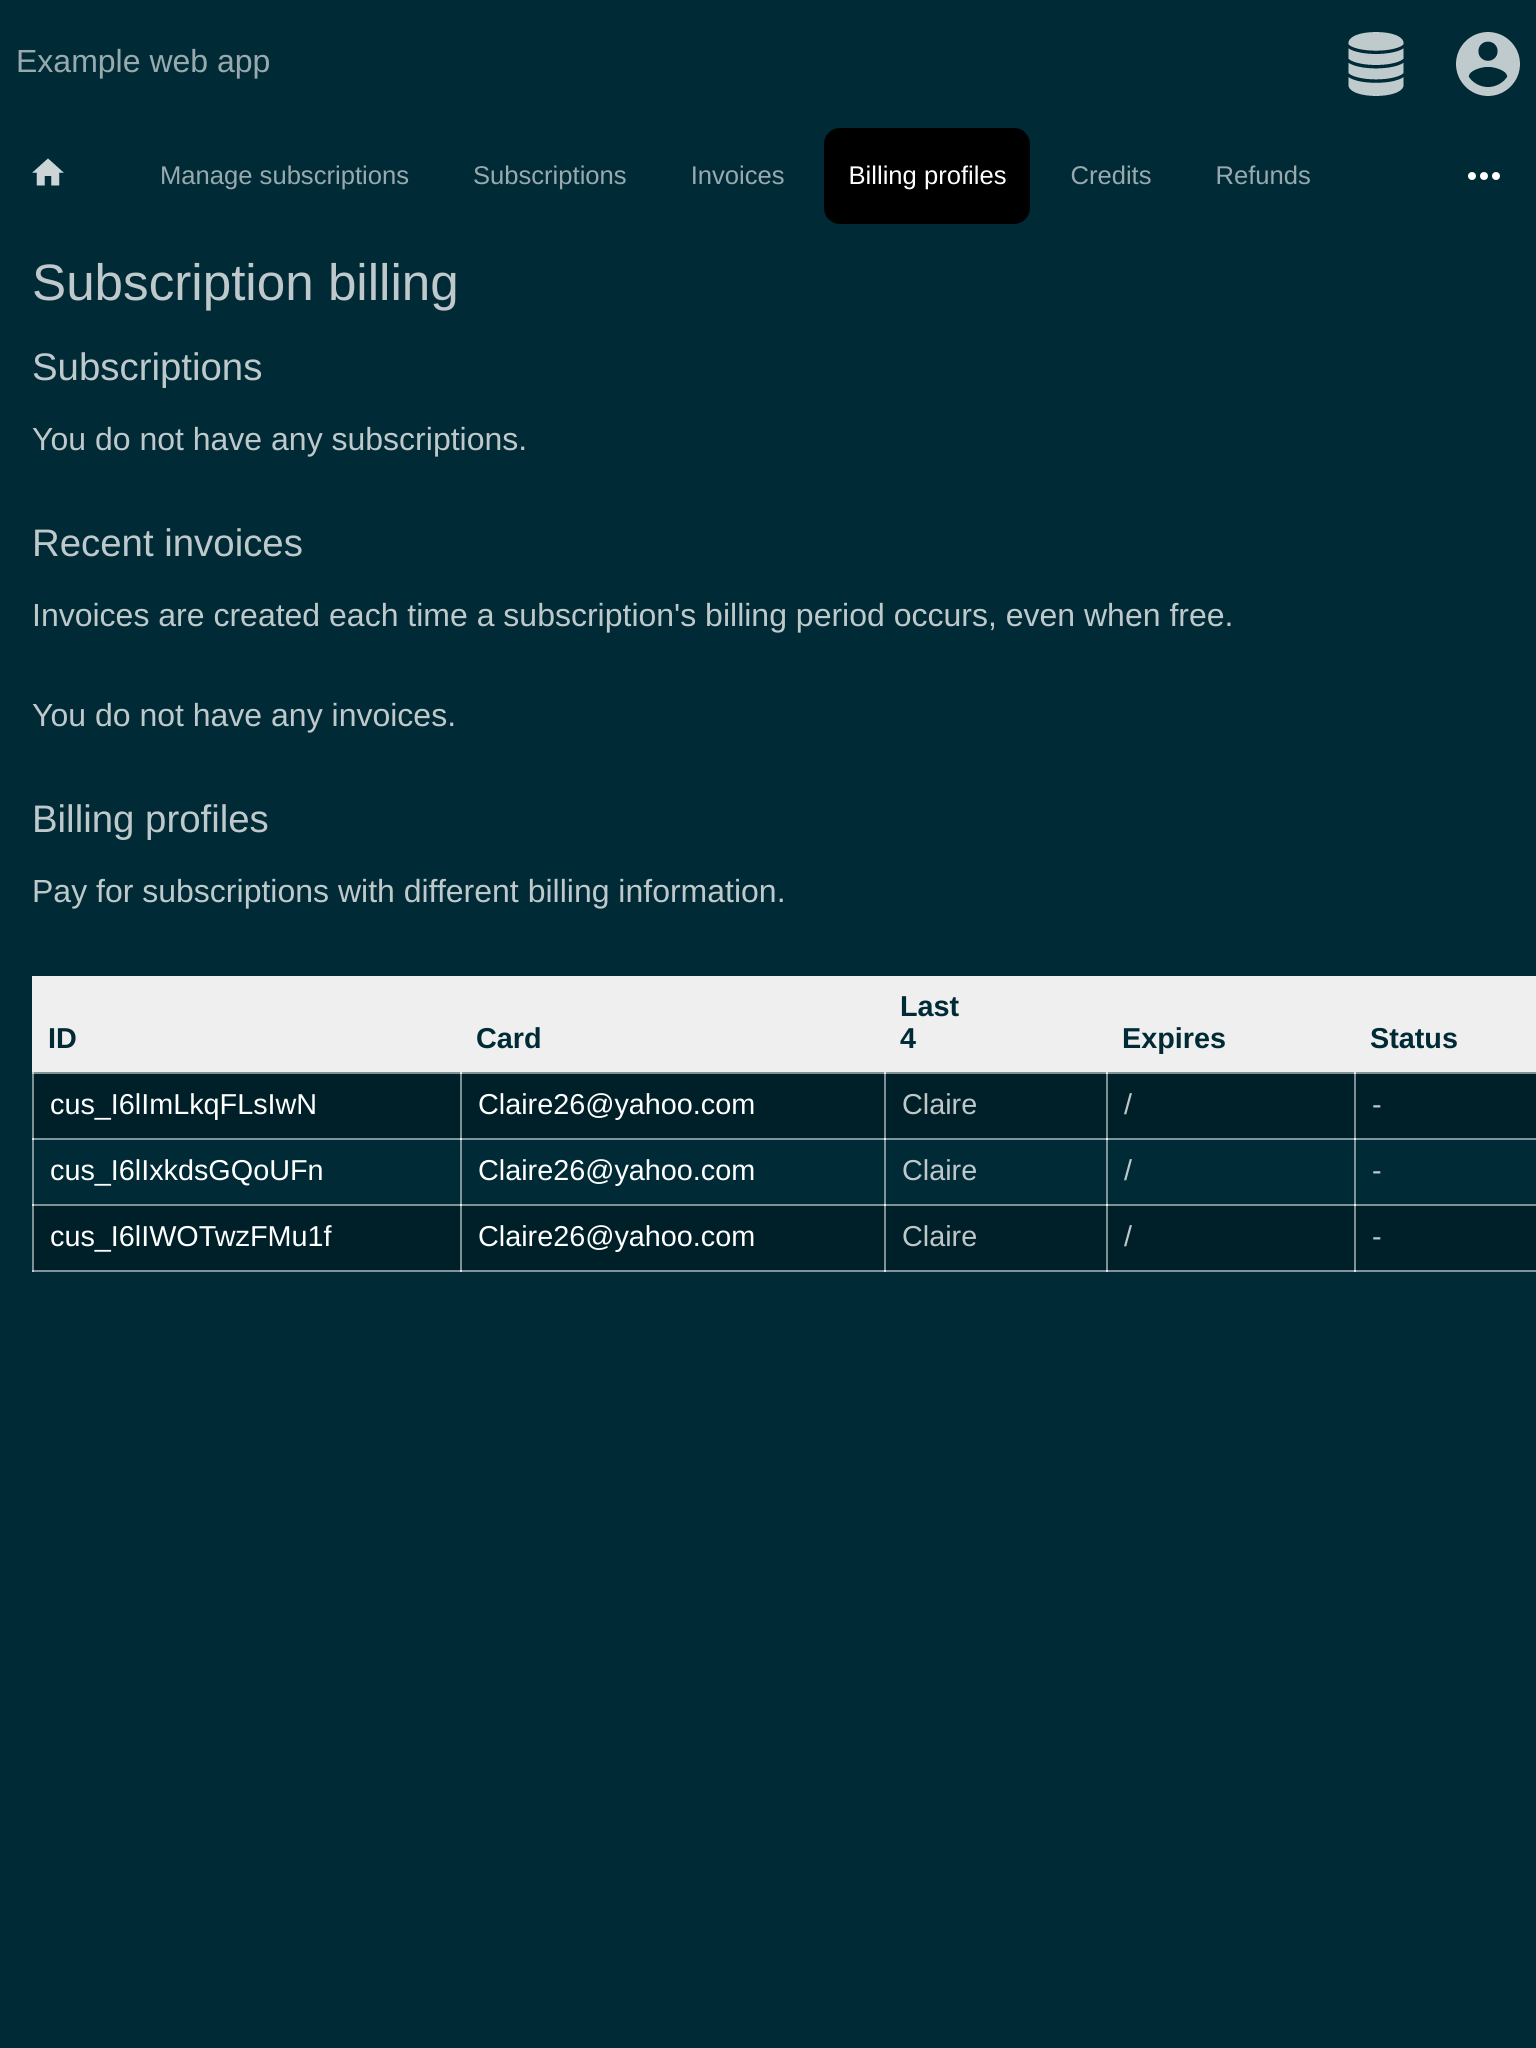 Example web app
Manage subscriptions Subscriptions Invoices Billing profiles Credits Refunds
Subscription billing
Subscriptions
You do not have any subscriptions.
Recent invoices
Invoices are created each time a subscription's billing period occurs, even when free.
You do not have any invoices.
Billing profiles
Pay for subscriptions with different billing information.
ID Card Last 4 Expires Status
cus_I6lImLkqFLsIwN Claire26@yahoo.com Claire / -
cus_I6lIxkdsGQoUFn Claire26@yahoo.com Claire / -
cus_I6lIWOTwzFMu1f Claire26@yahoo.com Claire / -